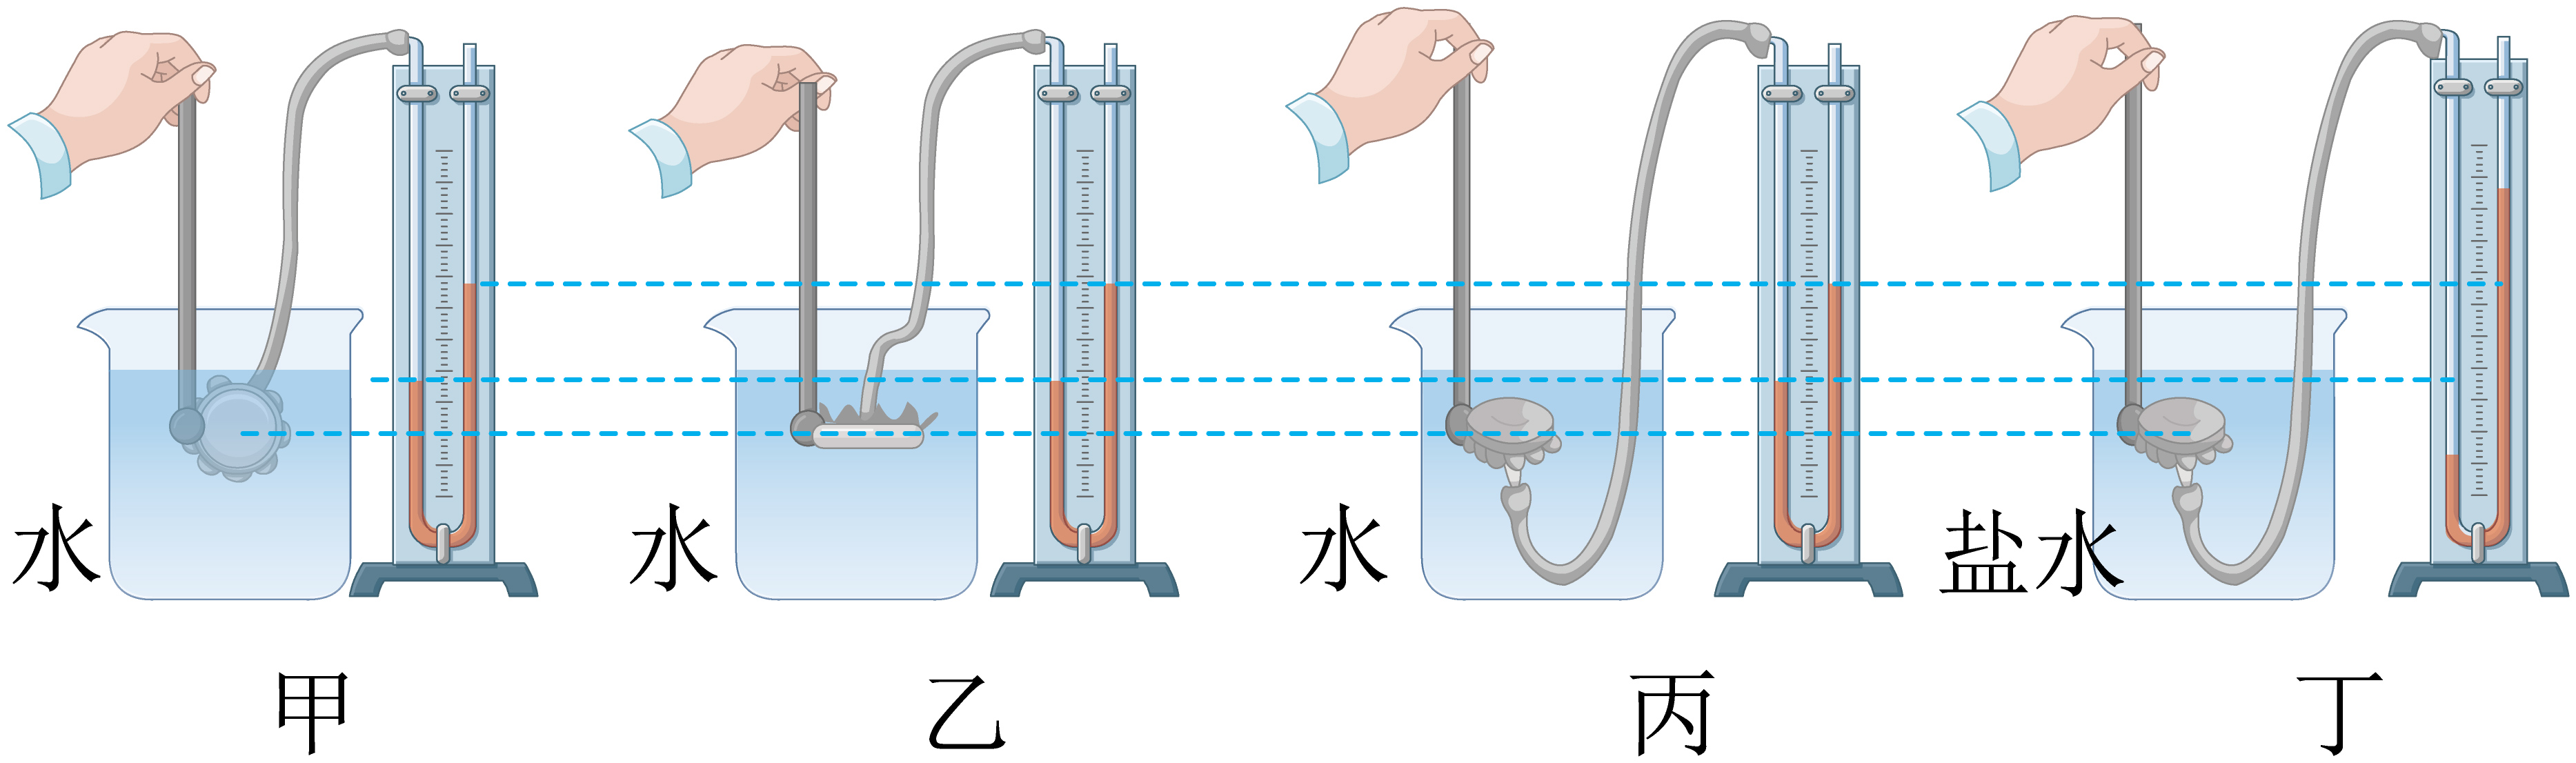 水 水 水 盐水
甲 乙 丙 丁